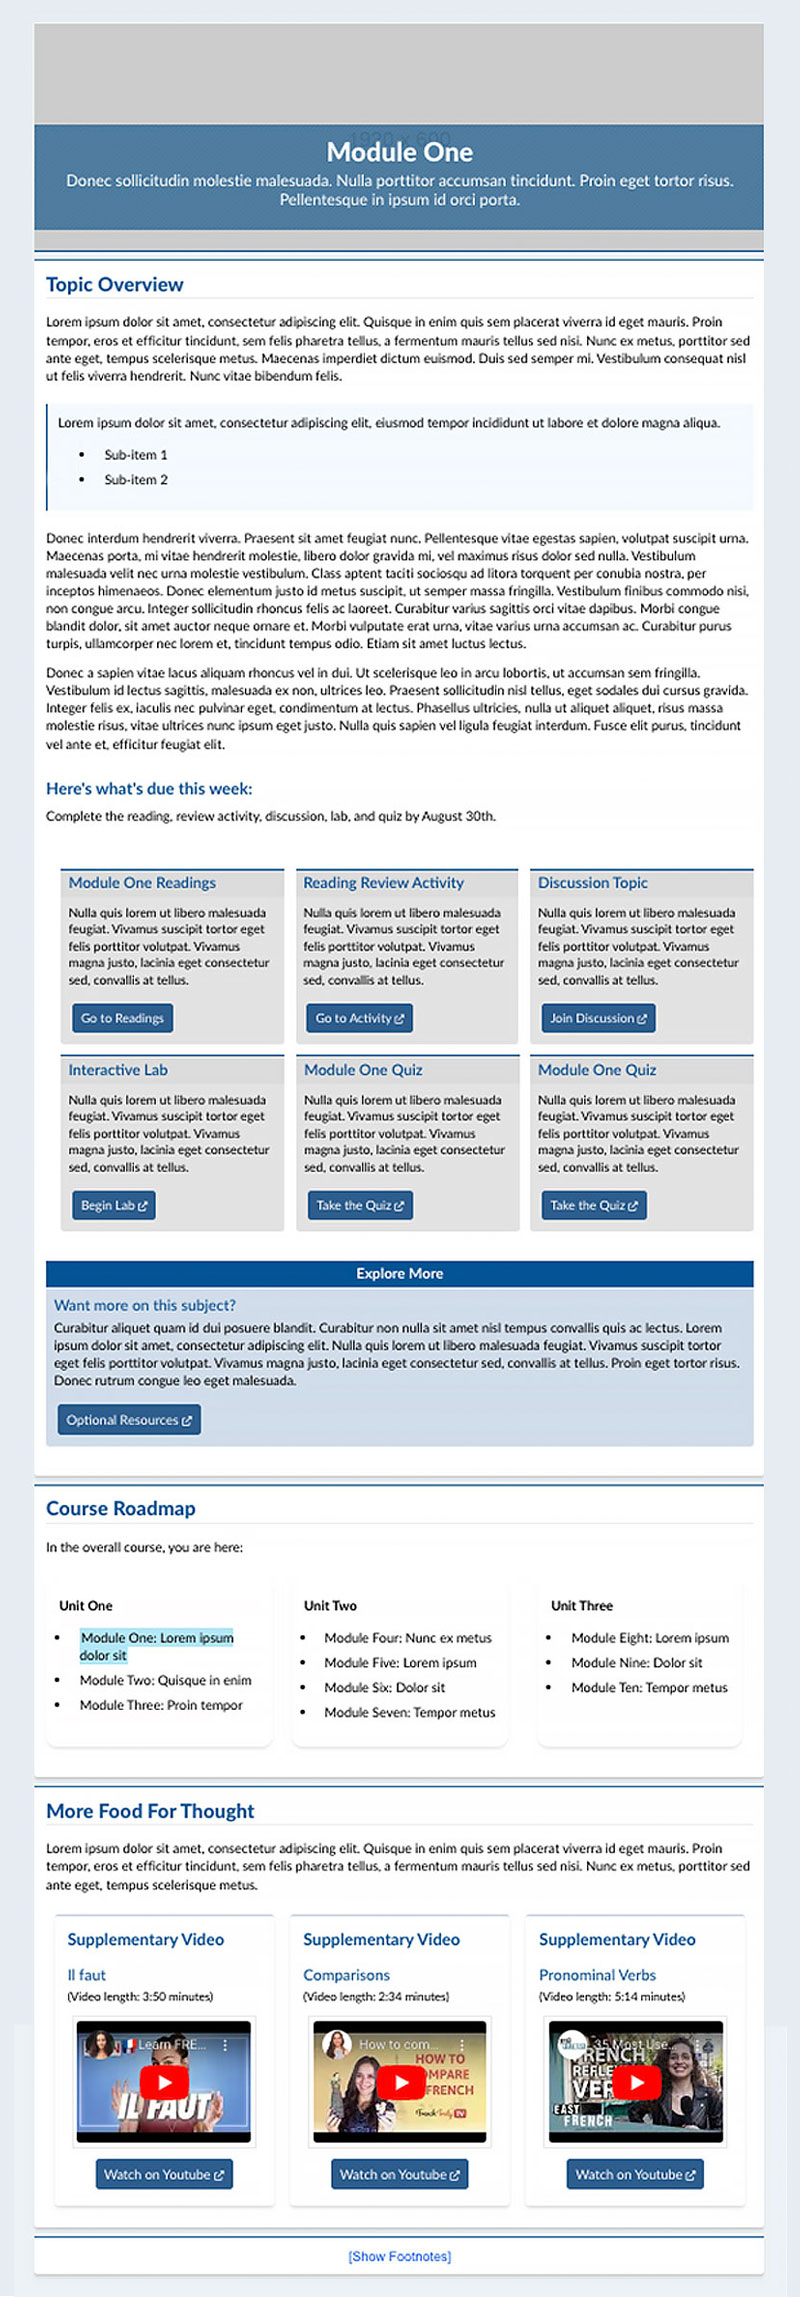 1920 x 600
Module One
Donec sollicitudin molestie malesuada. Nulla porttitor accumsan tincidunt. Proin eget tortor risus.
Pellentesque in ipsum id orci porta.
Topic Overview
Lorem ipsum dolor sit amet, consectetur adipiscing elit. Quisque in enim quis sem placerat viverra id eget mauris. Proin
tempor, eros et efficitur tincidunt, sem felis pharetra tellus, a fermentum mauris tellus sed nisi. Nunc ex metus, porttitor sed
ante eget, tempus scelerisque metus. Maecenas imperdiet dictum euismod. Duis sed semper mi. Vestibulum consequat nisl
ut felis viverra hendrerit. Nunc vitae bibendum felis.
Lorem ipsum dolor sit amet, consectetur adipiscing elit, eiusmod tempor incididunt ut labore et dolore magna aliqua.
• Sub-item 1
• Sub-item 2
Donec interdum hendrerit viverra. Praesent sit amet feugiat nunc. Pellentesque vitae egestas sapien, volutpat suscipit urna.
Maecenas porta, mi vitae hendrerit molestie, libero dolor gravida mi, vel maximus risus dolor sed nulla. Vestibulum
malesuada velit nec urna molestie vestibulum. Class aptent taciti sociosqu ad litora torquent per conubia nostra, per
inceptos himenaeos. Donec elementum justo id metus suscipit, ut semper massa fringilla. Vestibulum finibus commodo nisi,
non congue arcu. Integer sollicitudin rhoncus felis ac laoreet. Curabitur varius sagittis orci vitae dapibus. Morbi congue
blandit dolor, sit amet auctor neque ornare et. Morbi vulputate erat urna, vitae varius urna accumsan ac. Curabitur purus
turpis, ullamcorper nec lorem et, tincidunt tempus odio. Etiam sit amet luctus lectus.
Donec a sapien vitae lacus aliquam rhoncus vel in dui. Ut scelerisque leo in arcu lobortis, ut accumsan sem fringilla.
Vestibulum id lectus sagittis, malesuada ex non, ultrices leo. Praesent sollicitudin nisl tellus, eget sodales dui cursus gravida.
Integer felis ex, iaculis nec pulvinar eget, condimentum at lectus. Phasellus ultricies, nulla ut aliquet aliquet, risus massa
molestie risus, vitae ultrices nunc ipsum eget justo. Nulla quis sapien vel ligula feugiat interdum. Fusce elit purus, tincidunt
vel ante et, efficitur feugiat elit.
Here's what's due this week:
Complete the reading, review activity, discussion, lab, and quiz by August 30th.
Module One Readings
Nulla quis lorem ut libero malesuada
feugiat. Vivamus suscipit tortor eget
felis porttitor volutpat. Vivamus
magna justo, lacinia eget consectetur
sed, convallis at tellus.
Go to Readings
Reading Review Activity
Nulla quis lorem ut libero malesuada
feugiat. Vivamus suscipit tortor eget
felis porttitor volutpat. Vivamus
magna justo, lacinia eget consectetur
sed, convallis at tellus.
Go to Activity
Discussion Topic
Nulla quis lorem ut libero malesuada
feugiat. Vivamus suscipit tortor eget
felis porttitor volutpat. Vivamus
magna justo, lacinia eget consectetur
sed, convallis at tellus.
Join Discussion
Interactive Lab
Nulla quis lorem ut libero malesuada
feugiat. Vivamus suscipit tortor eget
felis porttitor volutpat. Vivamus
magna justo, lacinia eget consectetur
sed, convallis at tellus.
Begin Lab
Module One Quiz
Nulla quis lorem ut libero malesuada
feugiat. Vivamus suscipit tortor eget
felis porttitor volutpat. Vivamus
magna justo, lacinia eget consectetur
sed, convallis at tellus.
Take the Quiz
Module One Quiz
Nulla quis lorem ut libero malesuada
feugiat. Vivamus suscipit tortor eget
felis porttitor volutpat. Vivamus
magna justo, lacinia eget consectetur
sed, convallis at tellus.
Take the Quiz
Explore More
Want more on this subject?
Curabitur aliquet quam id dui posuere blandit. Curabitur non nulla sit amet nisl tempus convallis quis ac lectus. Lorem
ipsum dolor sit amet, consectetur adipiscing elit. Nulla quis lorem ut libero malesuada feugiat. Vivamus suscipit tortor
eget felis porttitor volutpat. Vivamus magna justo, lacinia eget consectetur sed, convallis at tellus. Proin eget tortor risus.
Donec rutrum congue leo eget malesuada.
Optional Resources
Course Roadmap
In the overall course, you are here:
Unit One
• Module One: Lorem ipsum
dolor sit
• Module Two: Quisque in enim
• Module Three: Proin tempor
Unit Two
• Module Four: Nunc ex metus
• Module Five: Lorem ipsum
• Module Six: Dolor sit
• Module Seven: Tempor metus
Unit Three
• Module Eight: Lorem ipsum
• Module Nine: Dolor sit
• Module Ten: Tempor metus
More Food For Thought
Lorem ipsum dolor sit amet, consectetur adipiscing elit. Quisque in enim quis sem placerat viverra id eget mauris. Proin
tempor, eros et efficitur tincidunt, sem felis pharetra tellus, a fermentum mauris tellus sed nisi. Nunc ex metus, porttitor sed
ante eget, tempus scelerisque metus.
Supplementary Video
Il faut
(Video length: 3:50 minutes)
Learn FRE...
IL FAUT
Watch on Youtube
Supplementary Video
Comparisons
(Video length: 2:34 minutes)
How to com...
HOW TO
COMPARE
FRENCH
Watch on Youtube
Supplementary Video
Pronominal Verbs
(Video length: 5:14 minutes)
35 Most Use...
FRENCH
REFLE
VER
EAST
FRENCH
Watch on Youtube
[Show Footnotes]